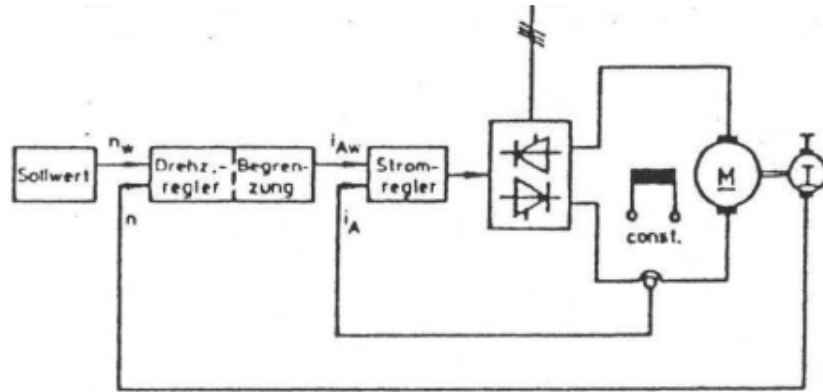 n_w
i_Aw
Sollwert
Drehz.-
regler
Begren-
zung
Strom-
regler
n
i_A
M
T
const.